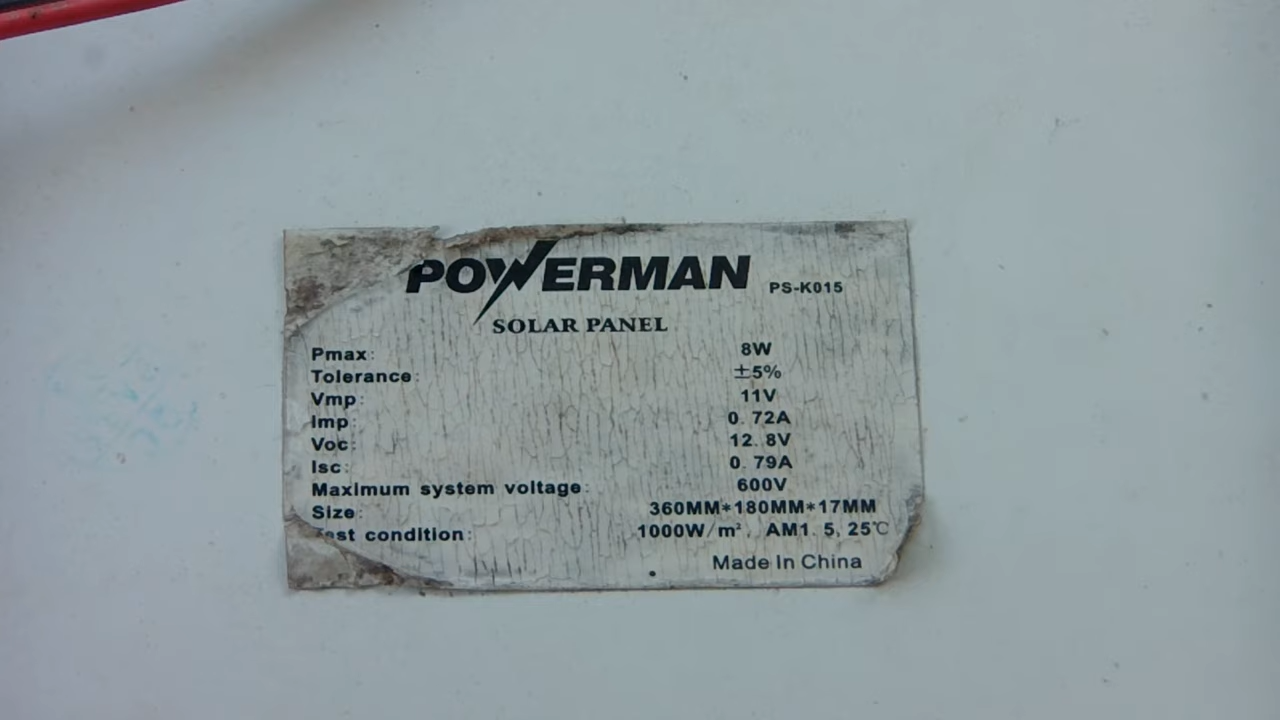 POWERMAN PS-K015
SOLAR PANEL
Pmax: 8W
Tolerance: ±5%
Vmp: 11V
Imp: 0.72A
Voc: 12.8V
Isc: 0.79A
Maximum system voltage: 600V
Size: 360MM*180MM*17MM
Test condition: 1000W/m², AM1.5, 25℃
Made In China